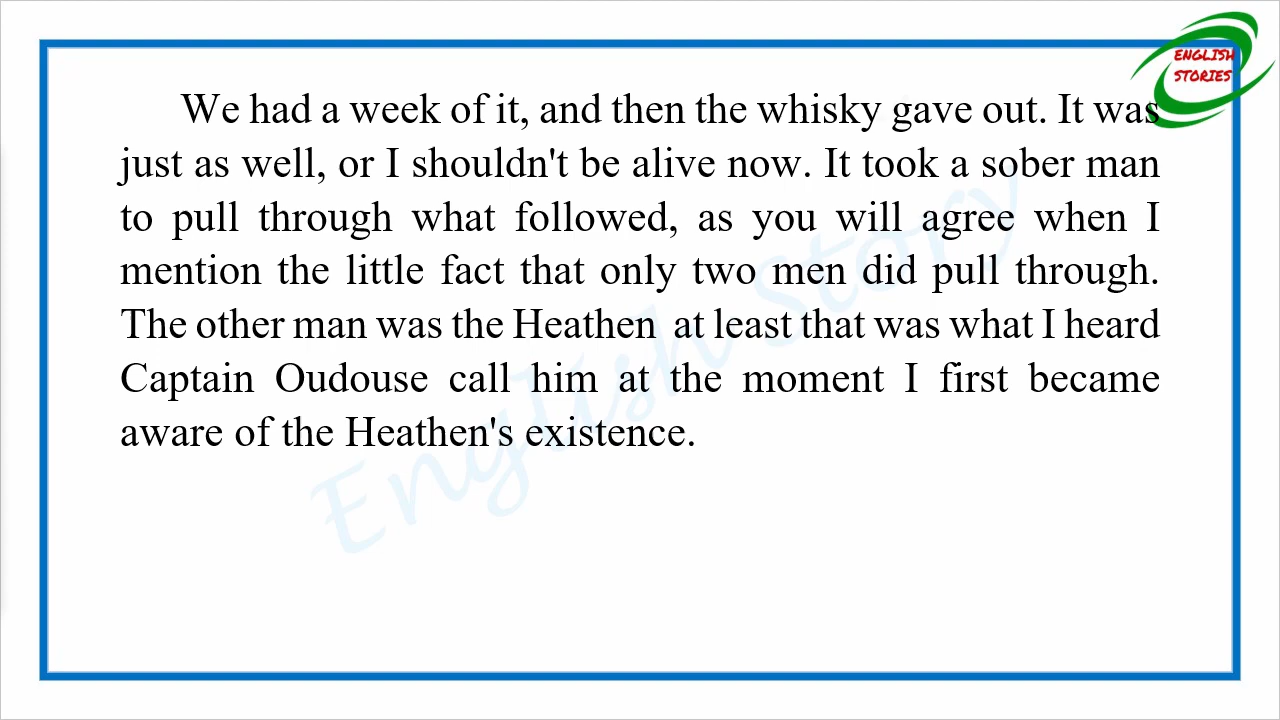 ENGLISH
STORIES
We had a week of it, and then the whisky gave out. It was
just as well, or I shouldn't be alive now. It took a sober man
to pull through what followed, as you will agree when I
mention the little fact that only two men did pull through.
The other man was the Heathen  at least that was what I heard
Captain Oudouse call him at the moment I first became
aware of the Heathen's existence.
English Story